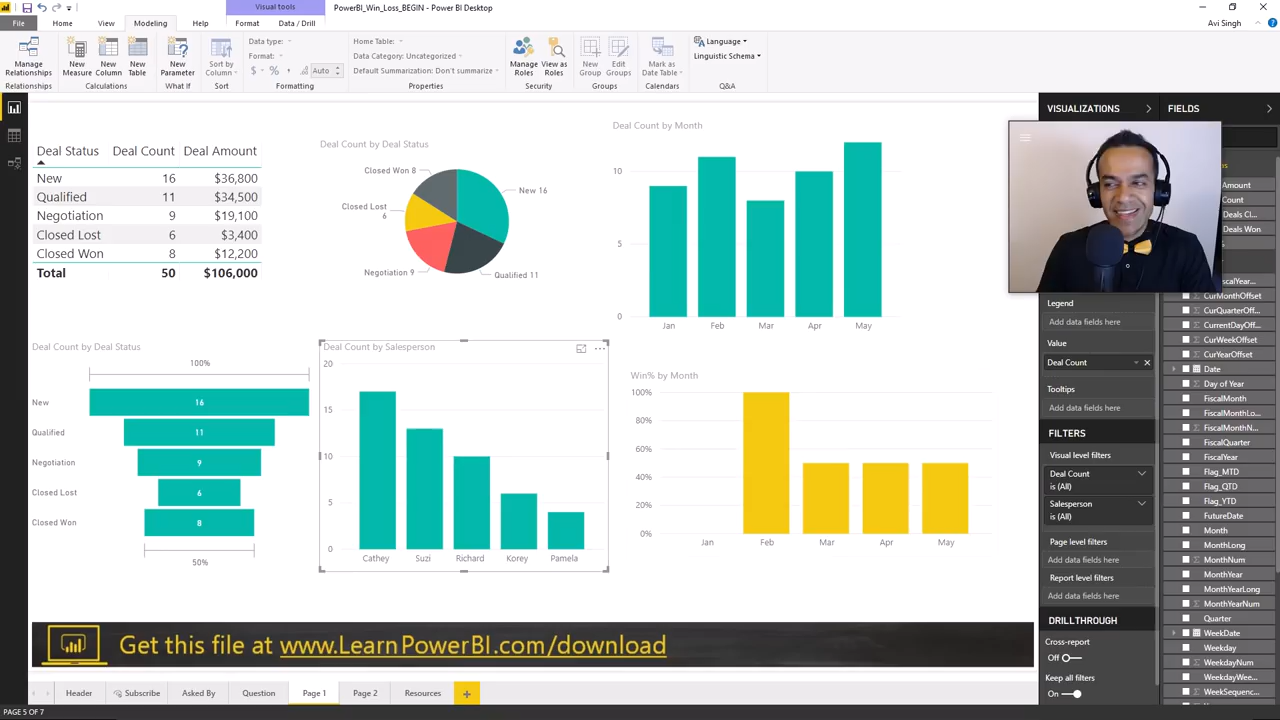 PowerBI_Win_Loss_BEGIN - Power BI Desktop
Visual tools
Avi Singh
File Home View Modeling Help Format Data / Drill
Manage Relationships
Relationships
New Measure
New Column
New Table
Calculations
New Parameter
What If
Sort by Column
Sort
Data type:
Format:
$ % , Auto
Formatting
Home Table:
Data Category: Uncategorized
Default Summarization: Don't summarize
Properties
Manage Roles
View as Roles
Security
New Group
Edit Groups
Groups
Mark as Date Table
Calendars
Language
Linguistic Schema
Q&A
Deal Status Deal Count Deal Amount
New 16 $36,800
Qualified 11 $34,500
Negotiation 9 $19,100
Closed Lost 6 $3,400
Closed Won 8 $12,200
Total 50 $106,000
Deal Count by Deal Status
Closed Won 8
New 16
Closed Lost 6
Negotiation 9
Qualified 11
Deal Count by Month
10
5
0
Jan Feb Mar Apr May
Deal Count by Deal Status
100%
New 16
Qualified 11
Negotiation 9
Closed Lost 6
Closed Won 8
50%
Deal Count by Salesperson
20
15
10
5
0
Cathey Suzi Richard Korey Pamela
Win% by Month
100%
80%
60%
40%
20%
0%
Jan Feb Mar Apr May
Get this file at www.LearnPowerBI.com/download
VISUALIZATIONS
Legend
Add data fields here
Value
Deal Count
Tooltips
Add data fields here
FILTERS
Visual level filters
Deal Count
is (All)
Salesperson
is (All)
Page level filters
Add data fields here
Report level filters
Add data fields here
DRILLTHROUGH
Cross-report
Off
Keep all filters
On
FIELDS
Amount
Count
Deals Cl...
Deals Won
CurMonthOffset
CurQuarterOff...
CurrentDayOff...
CurWeekOffset
CurYearOffset
Date
Day of Year
FiscalMonth
FiscalMonthLo...
FiscalMonthN...
FiscalQuarter
FiscalYear
Flag_MTD
Flag_QTD
Flag_YTD
FutureDate
Month
MonthLong
MonthNum
MonthYear
MonthYearLong
MonthYearNum
Quarter
WeekDate
Weekday
WeekdayNum
WeekdayWee...
WeekSequenc...
Header Subscribe Asked By Question Page 1 Page 2 Resources
PAGE 5 OF 7